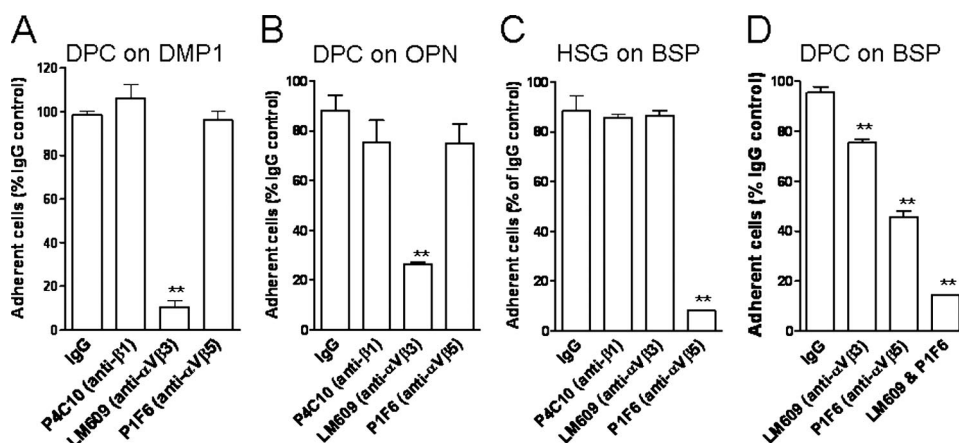 A
DPC on DMP1
Adherent cells (% IgG control)
120
100
80
60
40
20
0
**
IgG
P4C10 (anti-β1)
LM609 (anti-αVβ3)
P1F6 (anti-αVβ5)
B
DPC on OPN
Adherent cells (% IgG control)
100
80
60
40
20
0
**
IgG
P4C10 (anti-β1)
LM609 (anti-αVβ3)
P1F6 (anti-αVβ5)
C
HSG on BSP
Adherent cells (% of IgG control)
100
80
60
40
20
0
**
IgG
P4C10 (anti-β1)
LM609 (anti-αVβ3)
P1F6 (anti-αVβ5)
D
DPC on BSP
Adherent cells (% IgG control)
100
80
60
40
20
0
**
**
**
IgG
LM609 (anti-αVβ3)
P1F6 (anti-αVβ5)
LM609 & P1F6